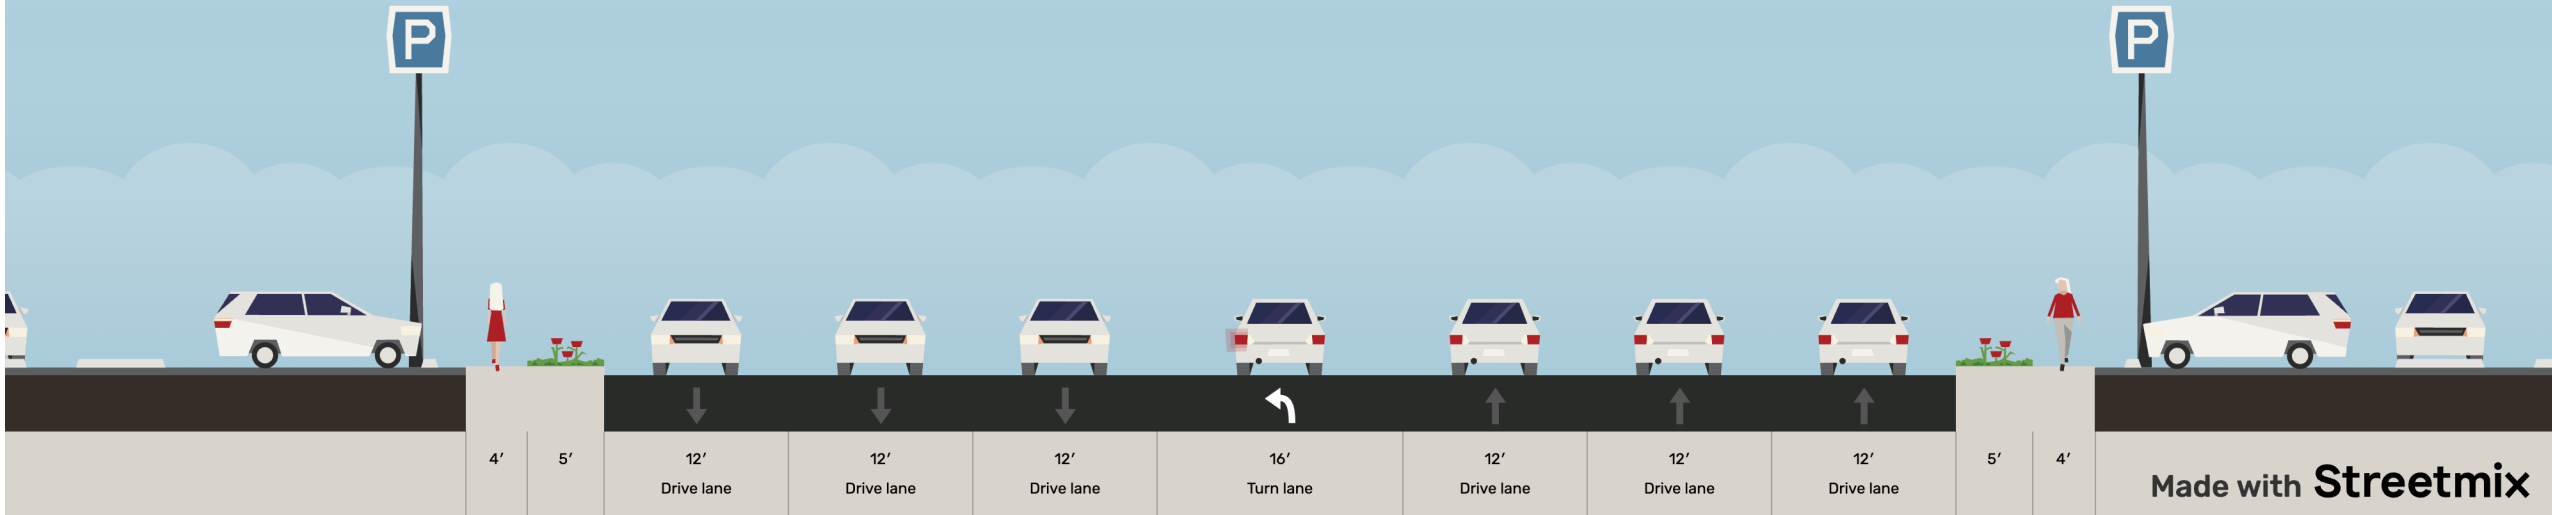 P
P
4′
5′
12′
12′
12′
16′
12′
12′
12′
5′
4′
Drive lane
Drive lane
Drive lane
Turn lane
Drive lane
Drive lane
Drive lane
Made with Streetmix